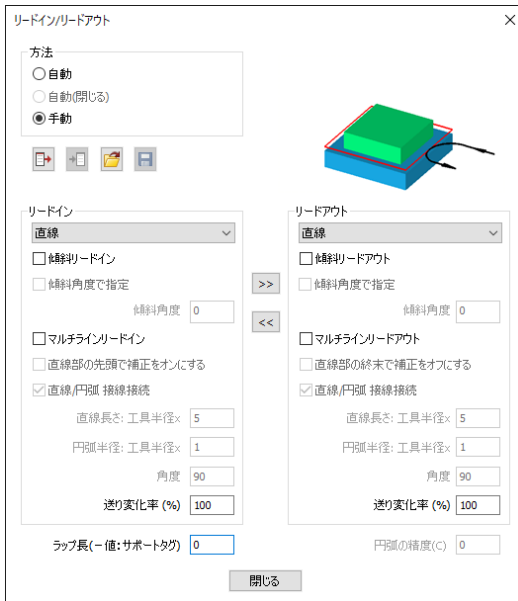 リードイン/リードアウト
方法
自動
自動(閉じる)
手動
リードイン
直線
傾斜リードイン
傾斜角度で指定
傾斜角度 0
マルチラインリードイン
直線部の先頭で補正をオンにする
直線/円弧 接線接続
直線長さ: 工具半径× 5
円弧半径: 工具半径× 1
角度 90
送り変化率 (%) 100
ラップ長(－値:サポートタグ) 0
>>
<<
リードアウト
直線
傾斜リードアウト
傾斜角度で指定
傾斜角度 0
マルチラインリードアウト
直線部の終末で補正をオフにする
直線/円弧 接線接続
直線長さ: 工具半径× 5
円弧半径: 工具半径× 1
角度 90
送り変化率 (%) 100
円弧の精度(C) 0
閉じる